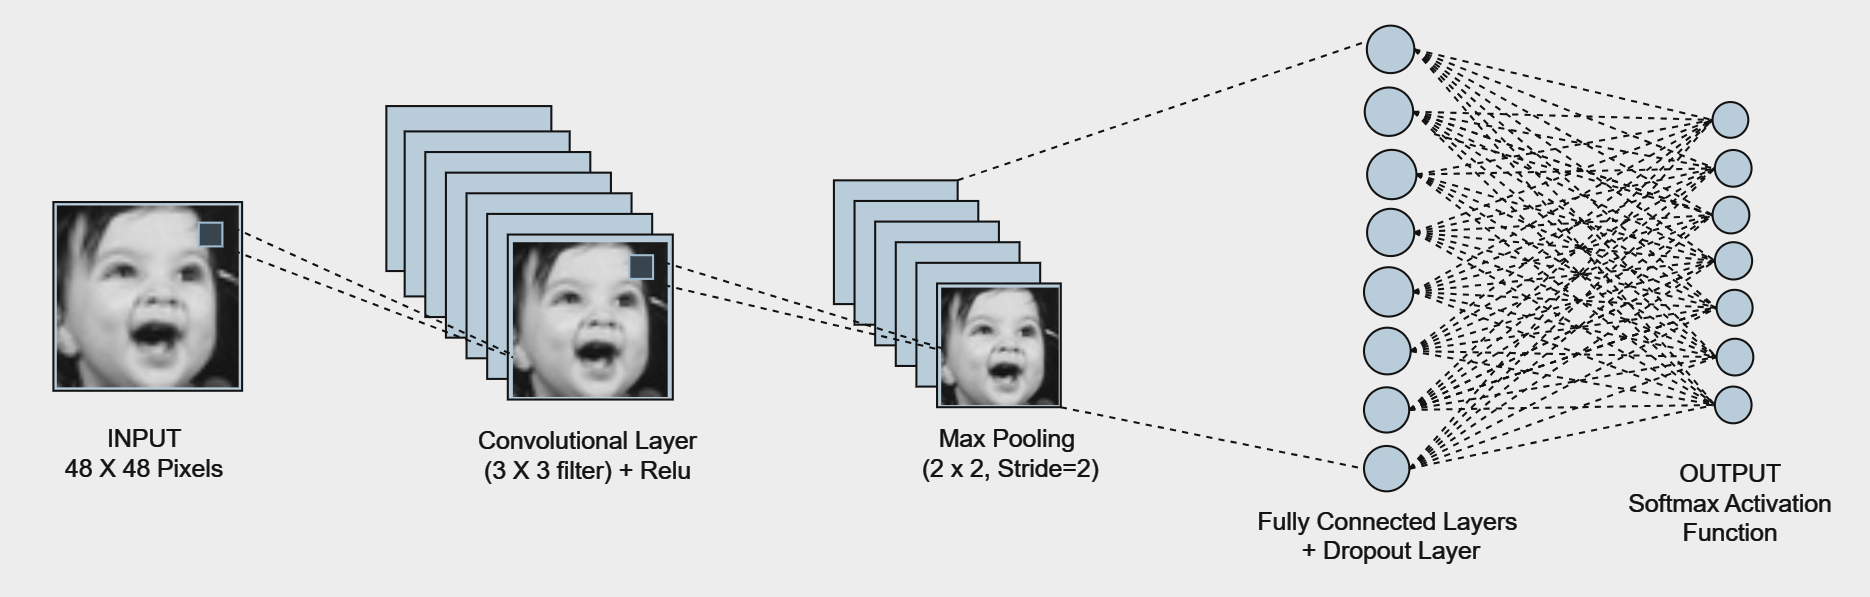 INPUT
48 X 48 Pixels
Convolutional Layer
(3 X 3 filter) + Relu
Max Pooling
(2 x 2, Stride=2)
Fully Connected Layers
+ Dropout Layer
OUTPUT
Softmax Activation
Function